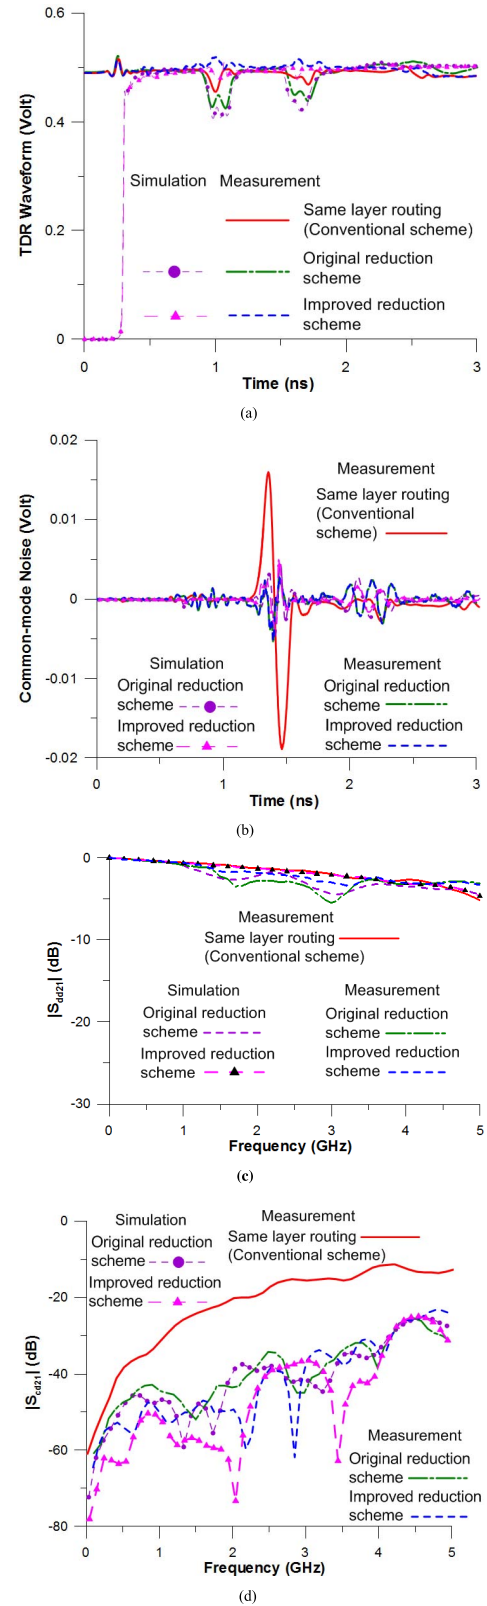 0.6
0.4
0.2
0
TDR Waveform (Volt)
Simulation Measurement
Same layer routing
(Conventional scheme)
Original reduction
scheme
Improved reduction
scheme
0 1 2 3
Time (ns)
(a)
0.02
0.01
0
-0.01
-0.02
Common-mode Noise (Volt)
Measurement
Same layer routing
(Conventional
scheme)
Simulation Measurement
Original reduction Original reduction
scheme scheme
Improved reduction Improved reduction
scheme scheme
0 1 2 3
Time (ns)
(b)
0
-10
-20
-30
|Sdd21| (dB)
Measurement
Same layer routing
(Conventional scheme)
Simulation Measurement
Original reduction Original reduction
scheme scheme
Improved reduction Improved reduction
scheme scheme
0 1 2 3 4 5
Frequency (GHz)
(c)
0
-20
-40
-60
-80
|Scd21| (dB)
Simulation Measurement
Original reduction Same layer routing
scheme (Conventional scheme)
Improved reduction
scheme
Measurement
Original reduction
scheme
Improved reduction
scheme
0 1 2 3 4 5
Frequency (GHz)
(d)